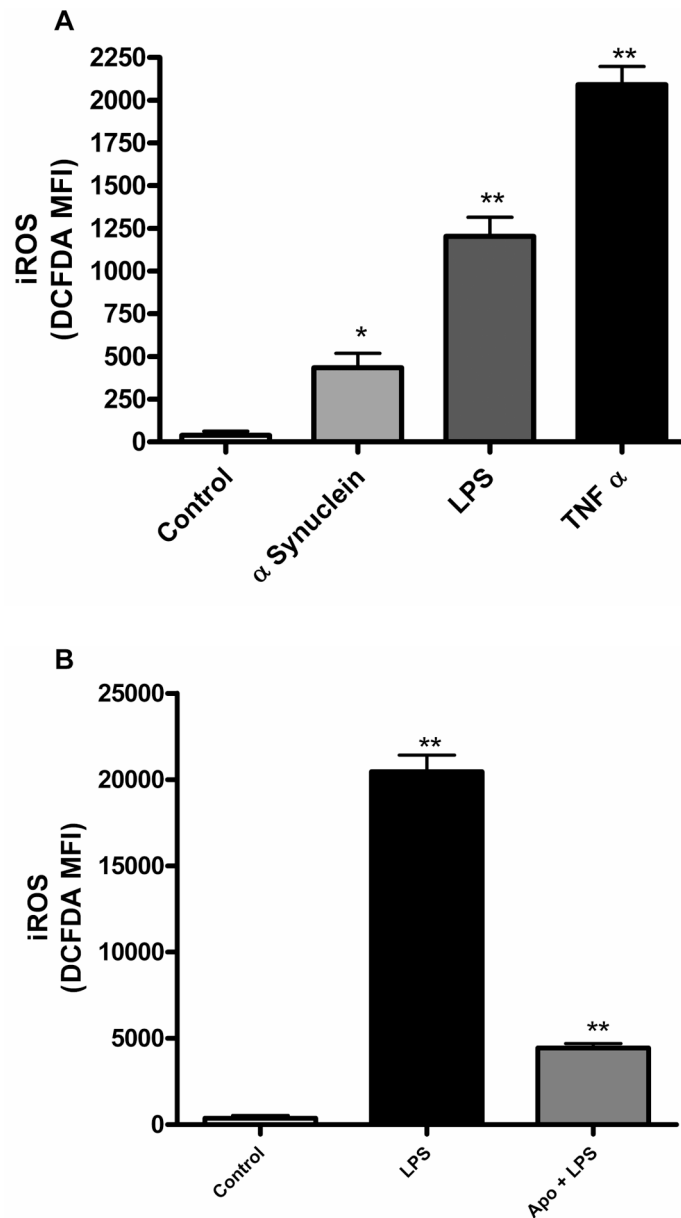 A
2250
2000
1750
1500
1250
1000
750
500
250
0
iROS
(DCFDA MFI)
*
**
**
Control
α Synuclein
LPS
TNF α
B
25000
20000
15000
10000
5000
0
iROS
(DCFDA MFI)
**
**
Control
LPS
Apo + LPS